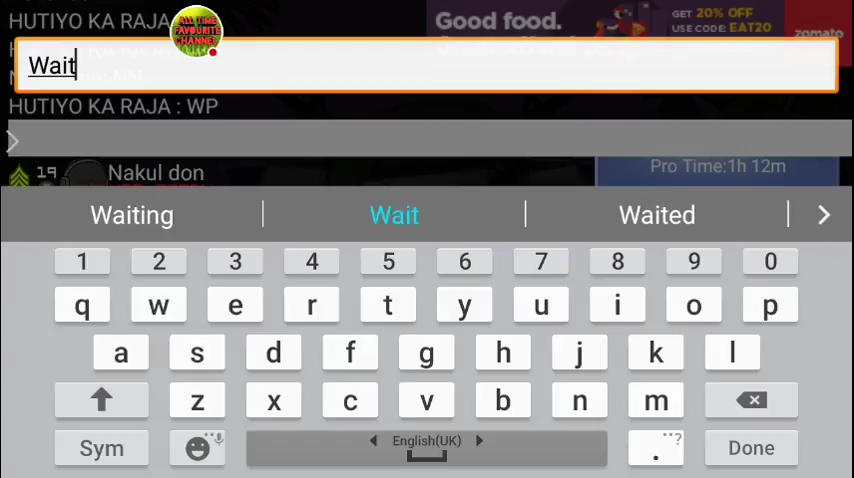 HUTIYO KA RAJA
ALL TIME
FAVOURITE
CHANNEL
Good food.
GET 20% OFF
USE CODE: EAT20
zomato
Wait
HUTIYO KA RAJA : WP
19
Nakul don
Pro Time:1h 12m
Waiting
Wait
Waited
1 2 3 4 5 6 7 8 9 0
q w e r t y u i o p
a s d f g h j k l
z x c v b n m
Sym
English(UK)
. ?
Done